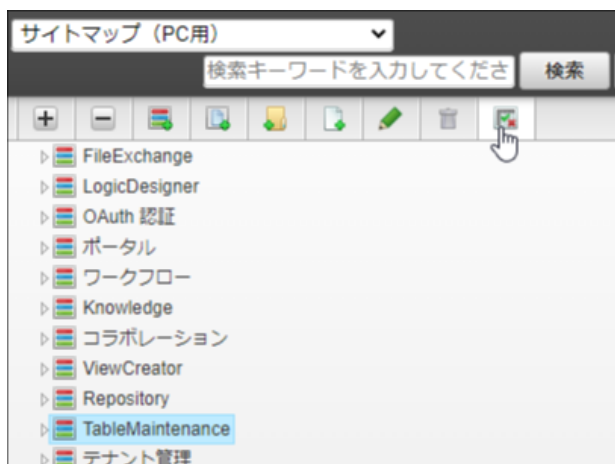 サイトマップ（PC用）
検索キーワードを入力してくださ
検索
FileExchange
LogicDesigner
OAuth 認証
ポータル
ワークフロー
Knowledge
コラボレーション
ViewCreator
Repository
TableMaintenance
テナント管理